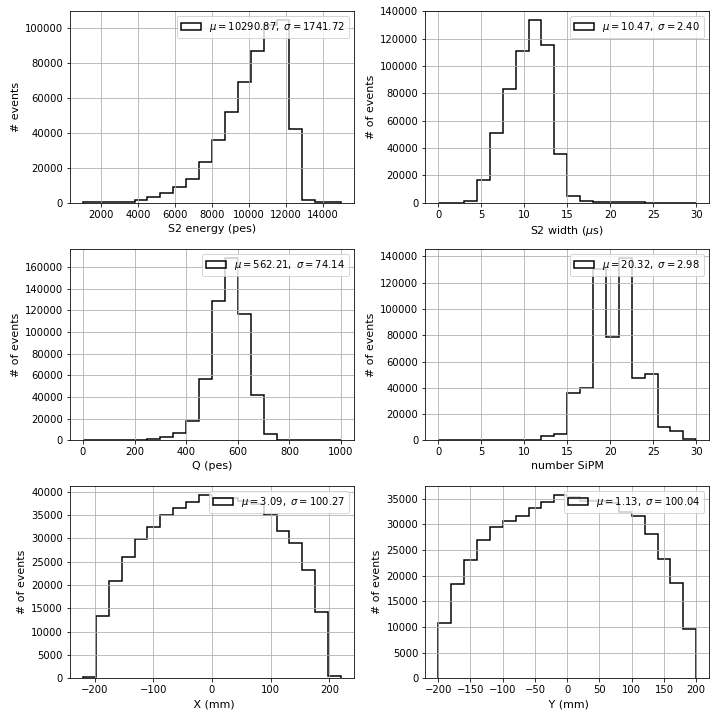 μ = 10290.87, σ = 1741.72
# events
100000
80000
60000
40000
20000
0
2000 4000 6000 8000 10000 12000 14000
S2 energy (pes)
μ = 10.47, σ = 2.40
# of events
140000
120000
100000
80000
60000
40000
20000
0
0 5 10 15 20 25 30
S2 width (μs)
μ = 562.21, σ = 74.14
# of events
160000
140000
120000
100000
80000
60000
40000
20000
0
0 200 400 600 800 1000
Q (pes)
μ = 20.32, σ = 2.98
# of events
140000
120000
100000
80000
60000
40000
20000
0
0 5 10 15 20 25 30
number SiPM
μ = 3.09, σ = 100.27
# of events
40000
35000
30000
25000
20000
15000
10000
5000
0
−200 −100 0 100 200
X (mm)
μ = 1.13, σ = 100.04
# of events
35000
30000
25000
20000
15000
10000
5000
0
−200 −150 −100 −50 0 50 100 150 200
Y (mm)